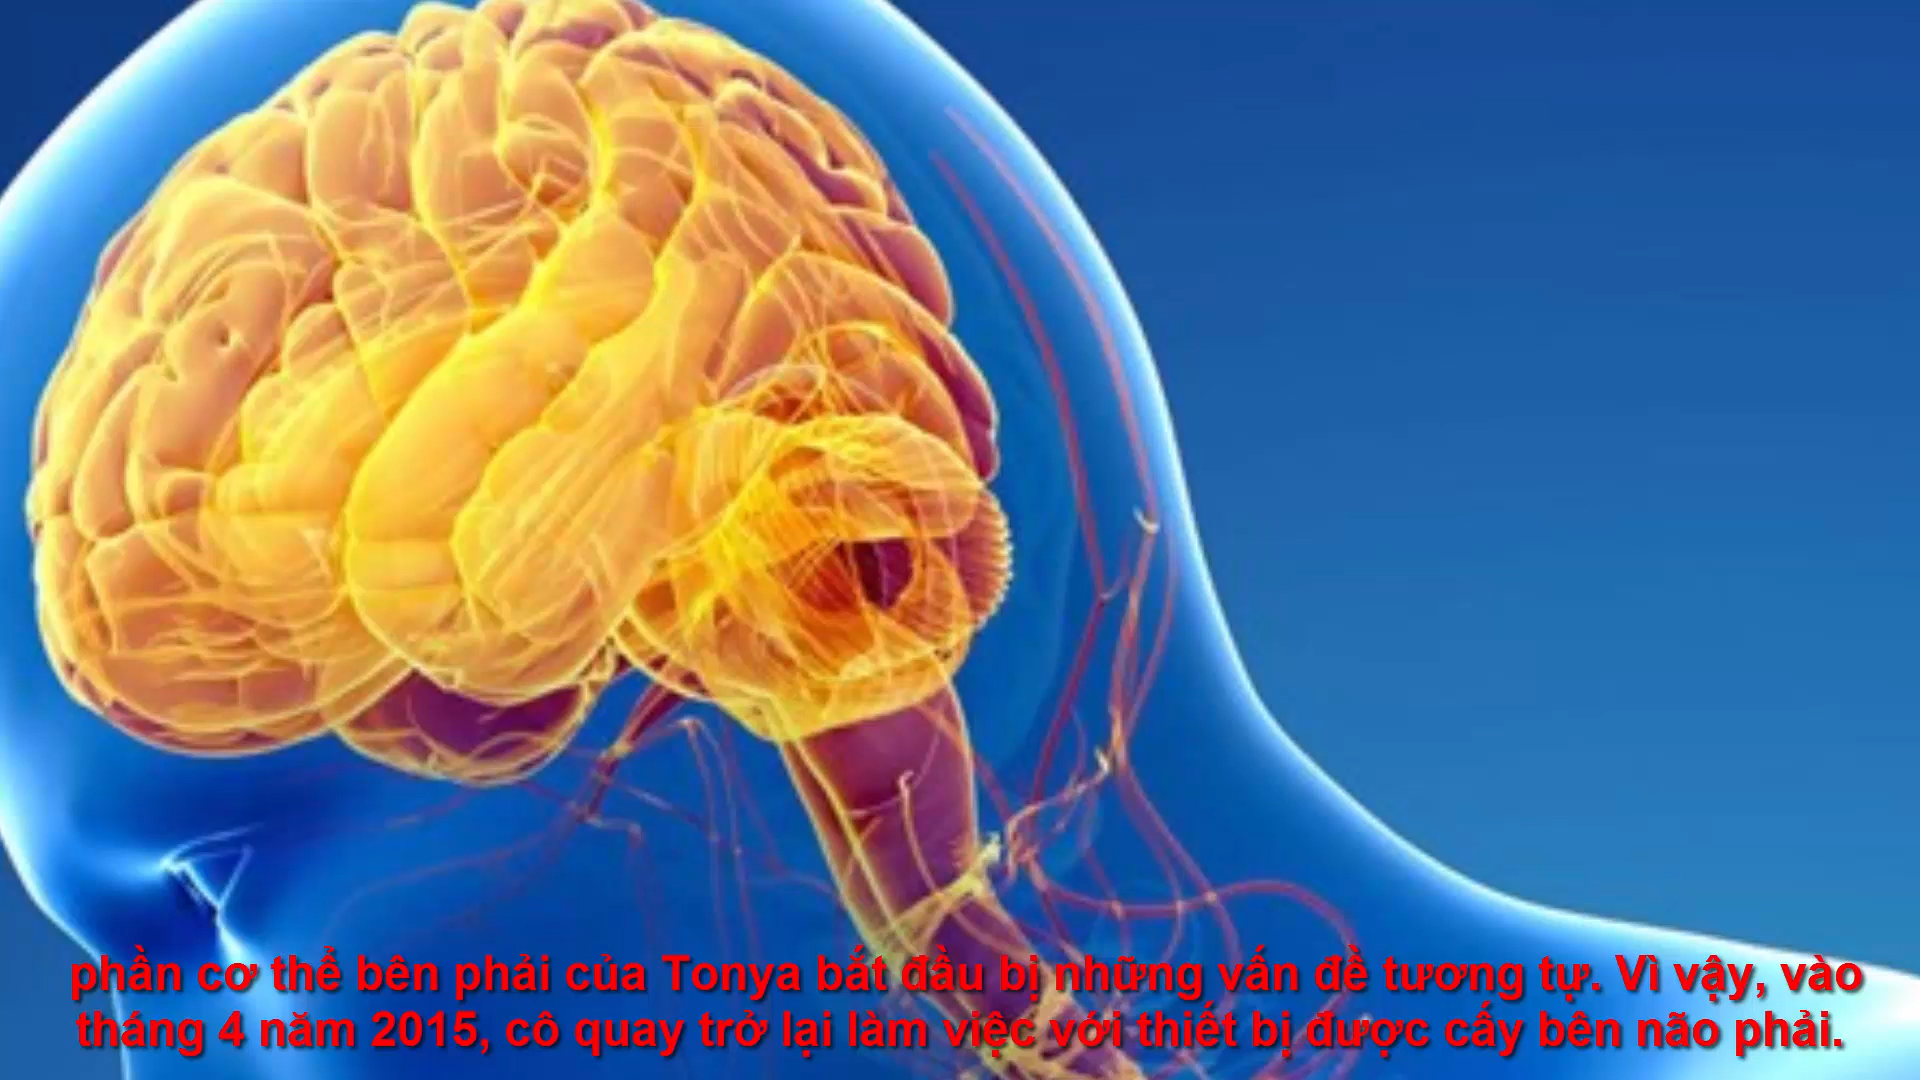 phần cơ thể bên phải của Tonya bắt đầu bị những vấn đề tương tự. Vì vậy, vào
tháng 4 năm 2015, cô quay trở lại làm việc với thiết bị được cấy bên não phải.